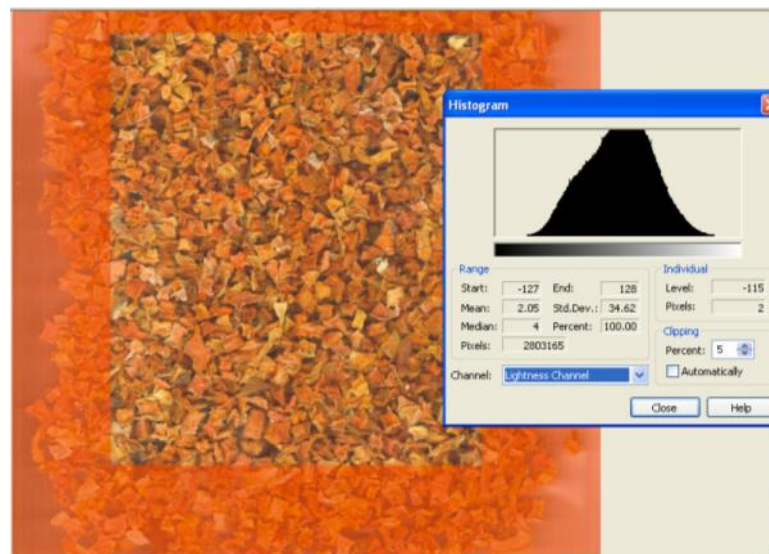 Histogram
Range
Start: -127 End: 128
Mean: 2.05 Std.Dev.: 34.62
Median: 4 Percent: 100.00
Pixels: 2803165
Individual
Level: -115
Pixels: 2
Clipping
Percent: 5
Automatically
Channel: Lightness Channel
Close Help